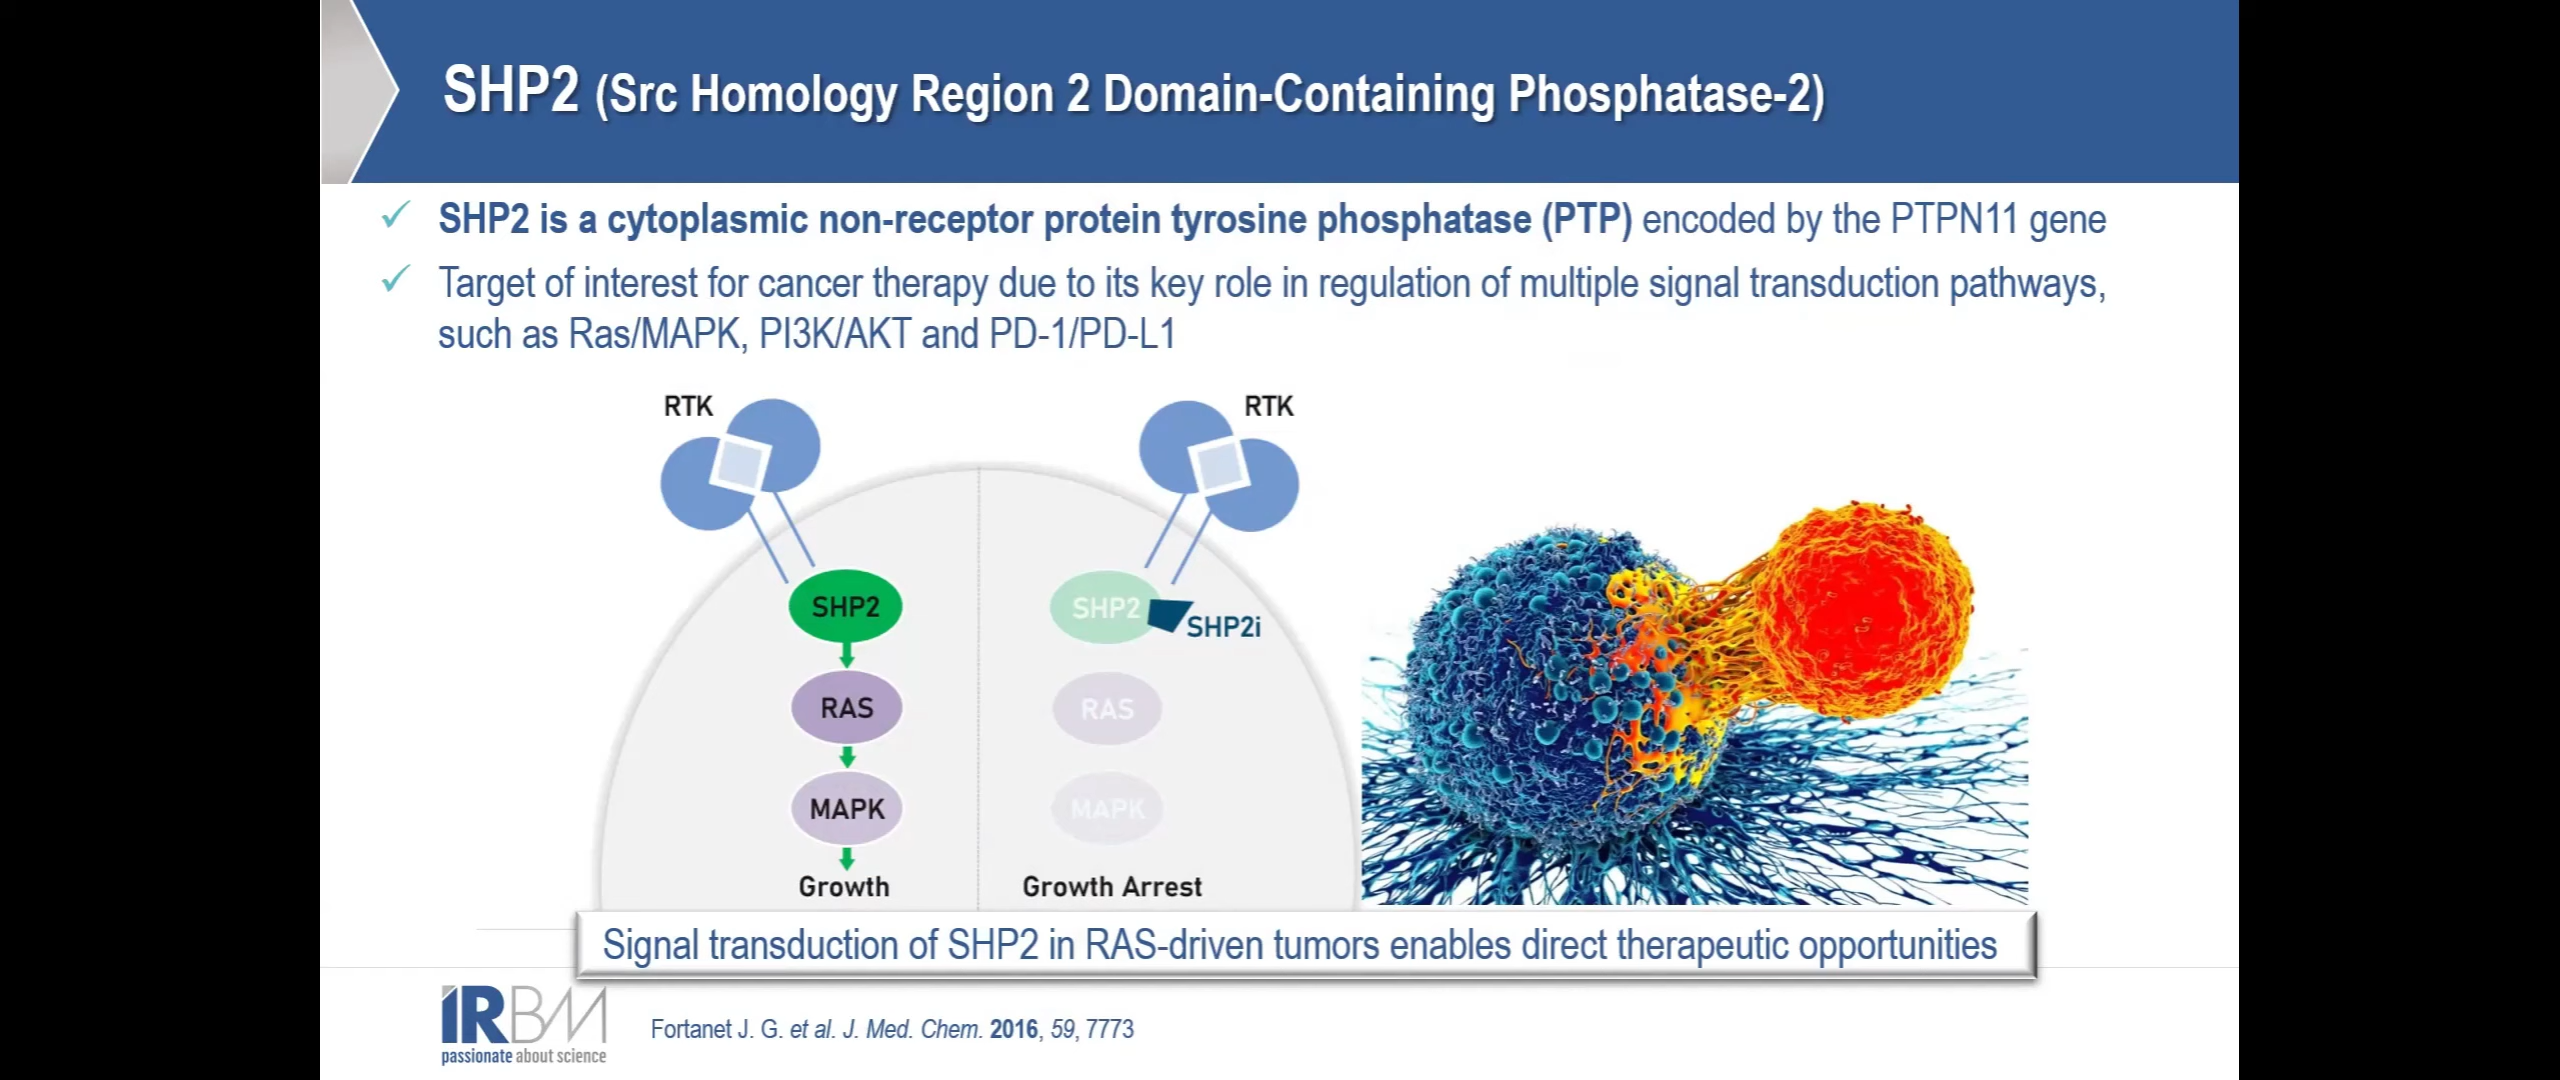 SHP2 (Src Homology Region 2 Domain-Containing Phosphatase-2)
SHP2 is a cytoplasmic non-receptor protein tyrosine phosphatase (PTP) encoded by the PTPN11 gene
Target of interest for cancer therapy due to its key role in regulation of multiple signal transduction pathways,
such as Ras/MAPK, PI3K/AKT and PD-1/PD-L1
RTK
SHP2
RAS
MAPK
Growth
RTK
SHP2
SHP2i
RAS
MAPK
Growth Arrest
Signal transduction of SHP2 in RAS-driven tumors enables direct therapeutic opportunities
IRBM
passionate about science
Fortanet J. G. et al. J. Med. Chem. 2016, 59, 7773